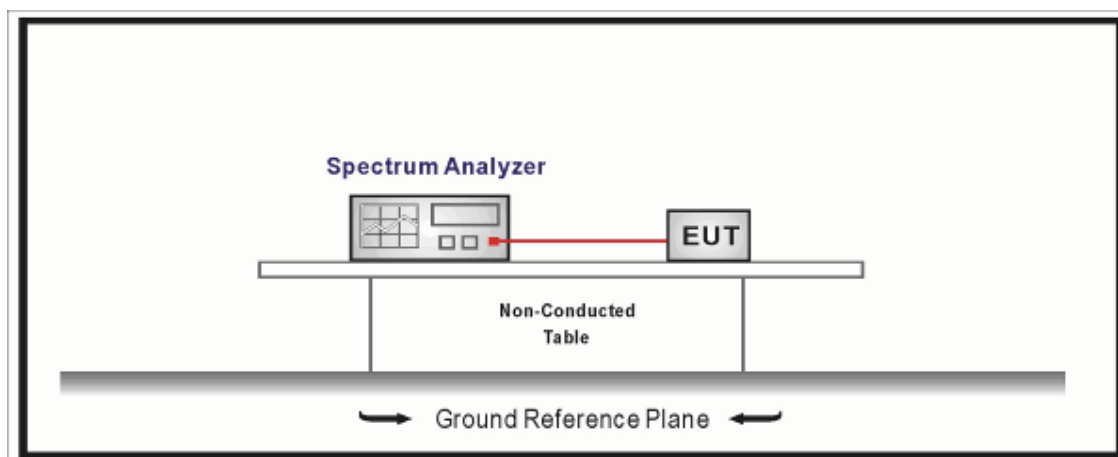 Spectrum Analyzer
EUT
Non-Conducted
Table
Ground Reference Plane